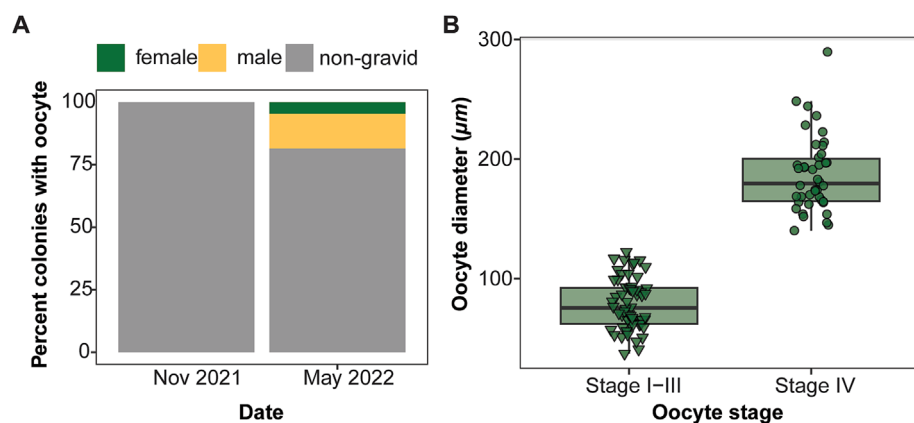 A
female male non-gravid
Percent colonies with oocyte
100
75
50
25
0
Nov 2021 May 2022
Date
B
Oocyte diameter (µm)
300
200
100
Stage I−III Stage IV
Oocyte stage